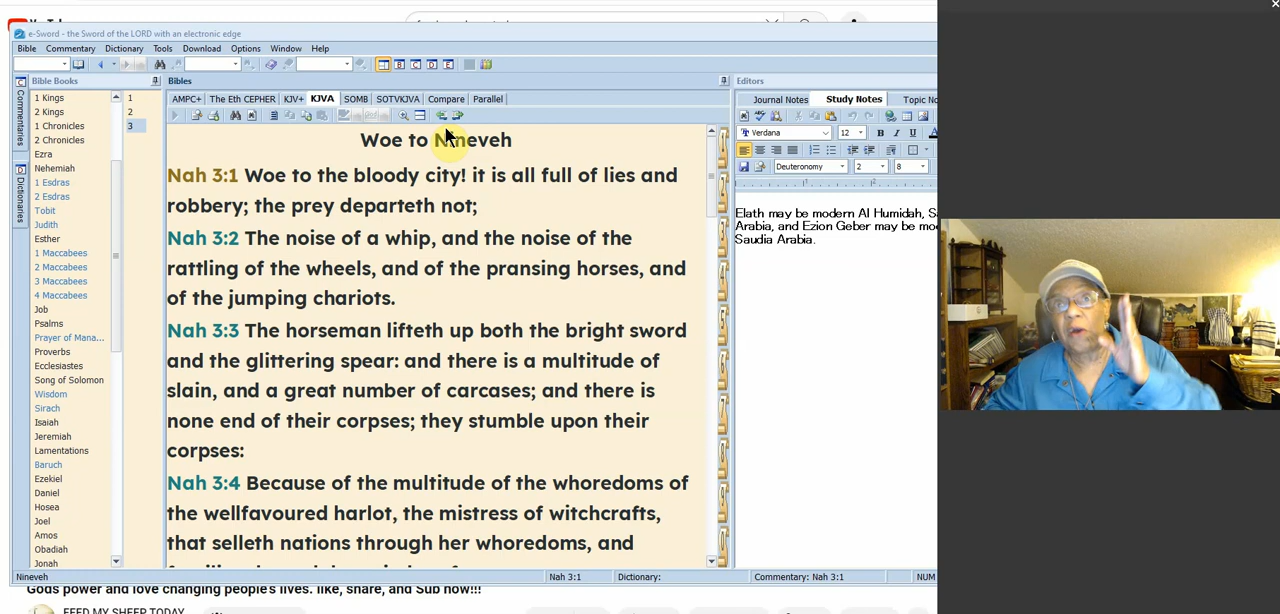 e-Sword - the Sword of the LORD with an electronic edge
Bible Commentary Dictionary Tools Download Options Window Help
B C D E
Bible Books
Bibles
Editors
Commentaries
Dictionaries
1 Kings
2 Kings
1 Chronicles
2 Chronicles
Ezra
Nehemiah
1 Esdras
2 Esdras
Tobit
Judith
Esther
1 Maccabees
2 Maccabees
3 Maccabees
4 Maccabees
Job
Psalms
Prayer of Mana...
Proverbs
Ecclesiastes
Song of Solomon
Wisdom
Sirach
Isaiah
Jeremiah
Lamentations
Baruch
Ezekiel
Daniel
Hosea
Joel
Amos
Obadiah
Jonah
1
2
3
AMPC+ The Eth CEPHER KJV+ KJVA SOMB SOTVKJVA Compare Parallel
Woe to Nineveh
Nah 3:1 Woe to the bloody city! it is all full of lies and
robbery; the prey departeth not;
Nah 3:2 The noise of a whip, and the noise of the
rattling of the wheels, and of the pransing horses, and
of the jumping chariots.
Nah 3:3 The horseman lifteth up both the bright sword
and the glittering spear: and there is a multitude of
slain, and a great number of carcases; and there is
none end of their corpses; they stumble upon their
corpses:
Nah 3:4 Because of the multitude of the whoredoms of
the wellfavoured harlot, the mistress of witchcrafts,
that selleth nations through her whoredoms, and
Journal Notes Study Notes Topic No
Verdana 12 B I U A
Deuteronomy 2 8
Elath may be modern Al Humidah, S
Arabia, and Ezion Geber may be mo
Saudia Arabia.
Nineveh
Nah 3:1
Dictionary:
Commentary: Nah 3:1
NUM
Gods power and love changing people's lives. like, share, and Sub now!!!
FEED MY SHEEP TODAY